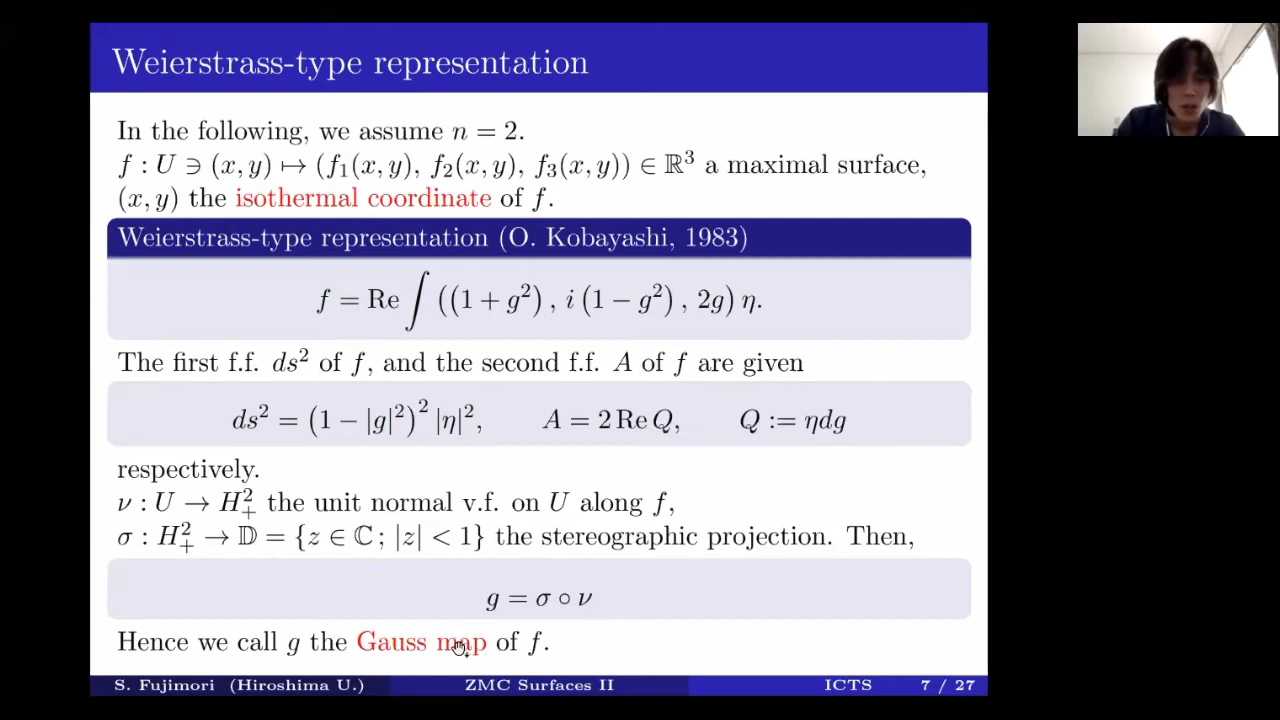 Weierstrass-type representation
In the following, we assume n = 2.
f : U ∋ (x, y) ↦ (f₁(x, y), f₂(x, y), f₃(x, y)) ∈ ℝ³ a maximal surface,
(x, y) the isothermal coordinate of f.
Weierstrass-type representation (O. Kobayashi, 1983)
f = Re ∫ ((1 + g²), i (1 − g²), 2g) η.
The first f.f. ds² of f, and the second f.f. A of f are given
ds² = (1 − |g|²)² |η|², A = 2 Re Q, Q := ηdg
respectively.
ν : U → H²₊ the unit normal v.f. on U along f,
σ : H²₊ → 𝔻 = {z ∈ ℂ ; |z| < 1} the stereographic projection. Then,
g = σ ∘ ν
Hence we call g the Gauss map of f.
S. Fujimori (Hiroshima U.) ZMC Surfaces II ICTS 7 / 27